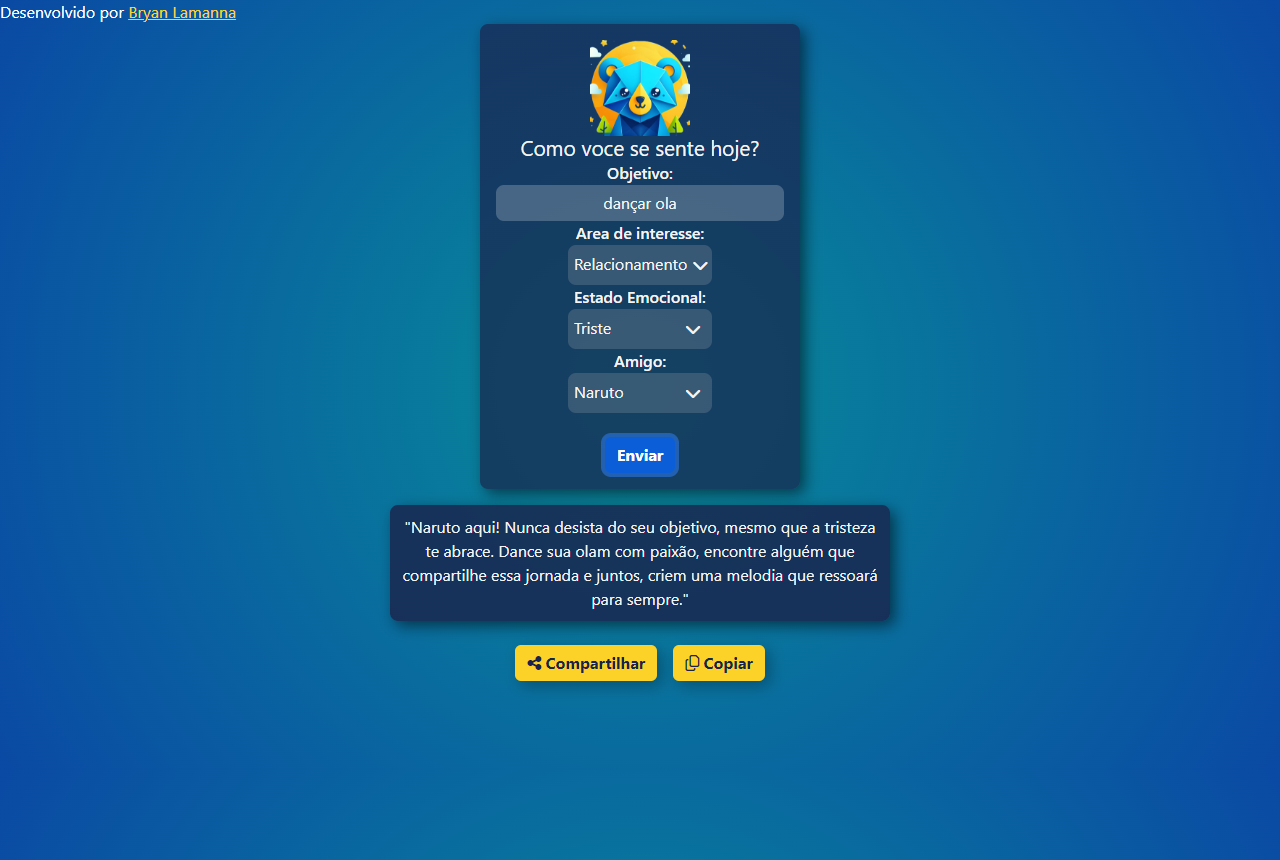 Desenvolvido por Bryan Lamanna
Como voce se sente hoje?
Objetivo:
dançar ola
Area de interesse:
Relacionamento
Estado Emocional:
Triste
Amigo:
Naruto
Enviar
"Naruto aqui! Nunca desista do seu objetivo, mesmo que a tristeza
te abrace. Dance sua olam com paixão, encontre alguém que
compartilhe essa jornada e juntos, criem uma melodia que ressoará
para sempre."
Compartilhar
Copiar